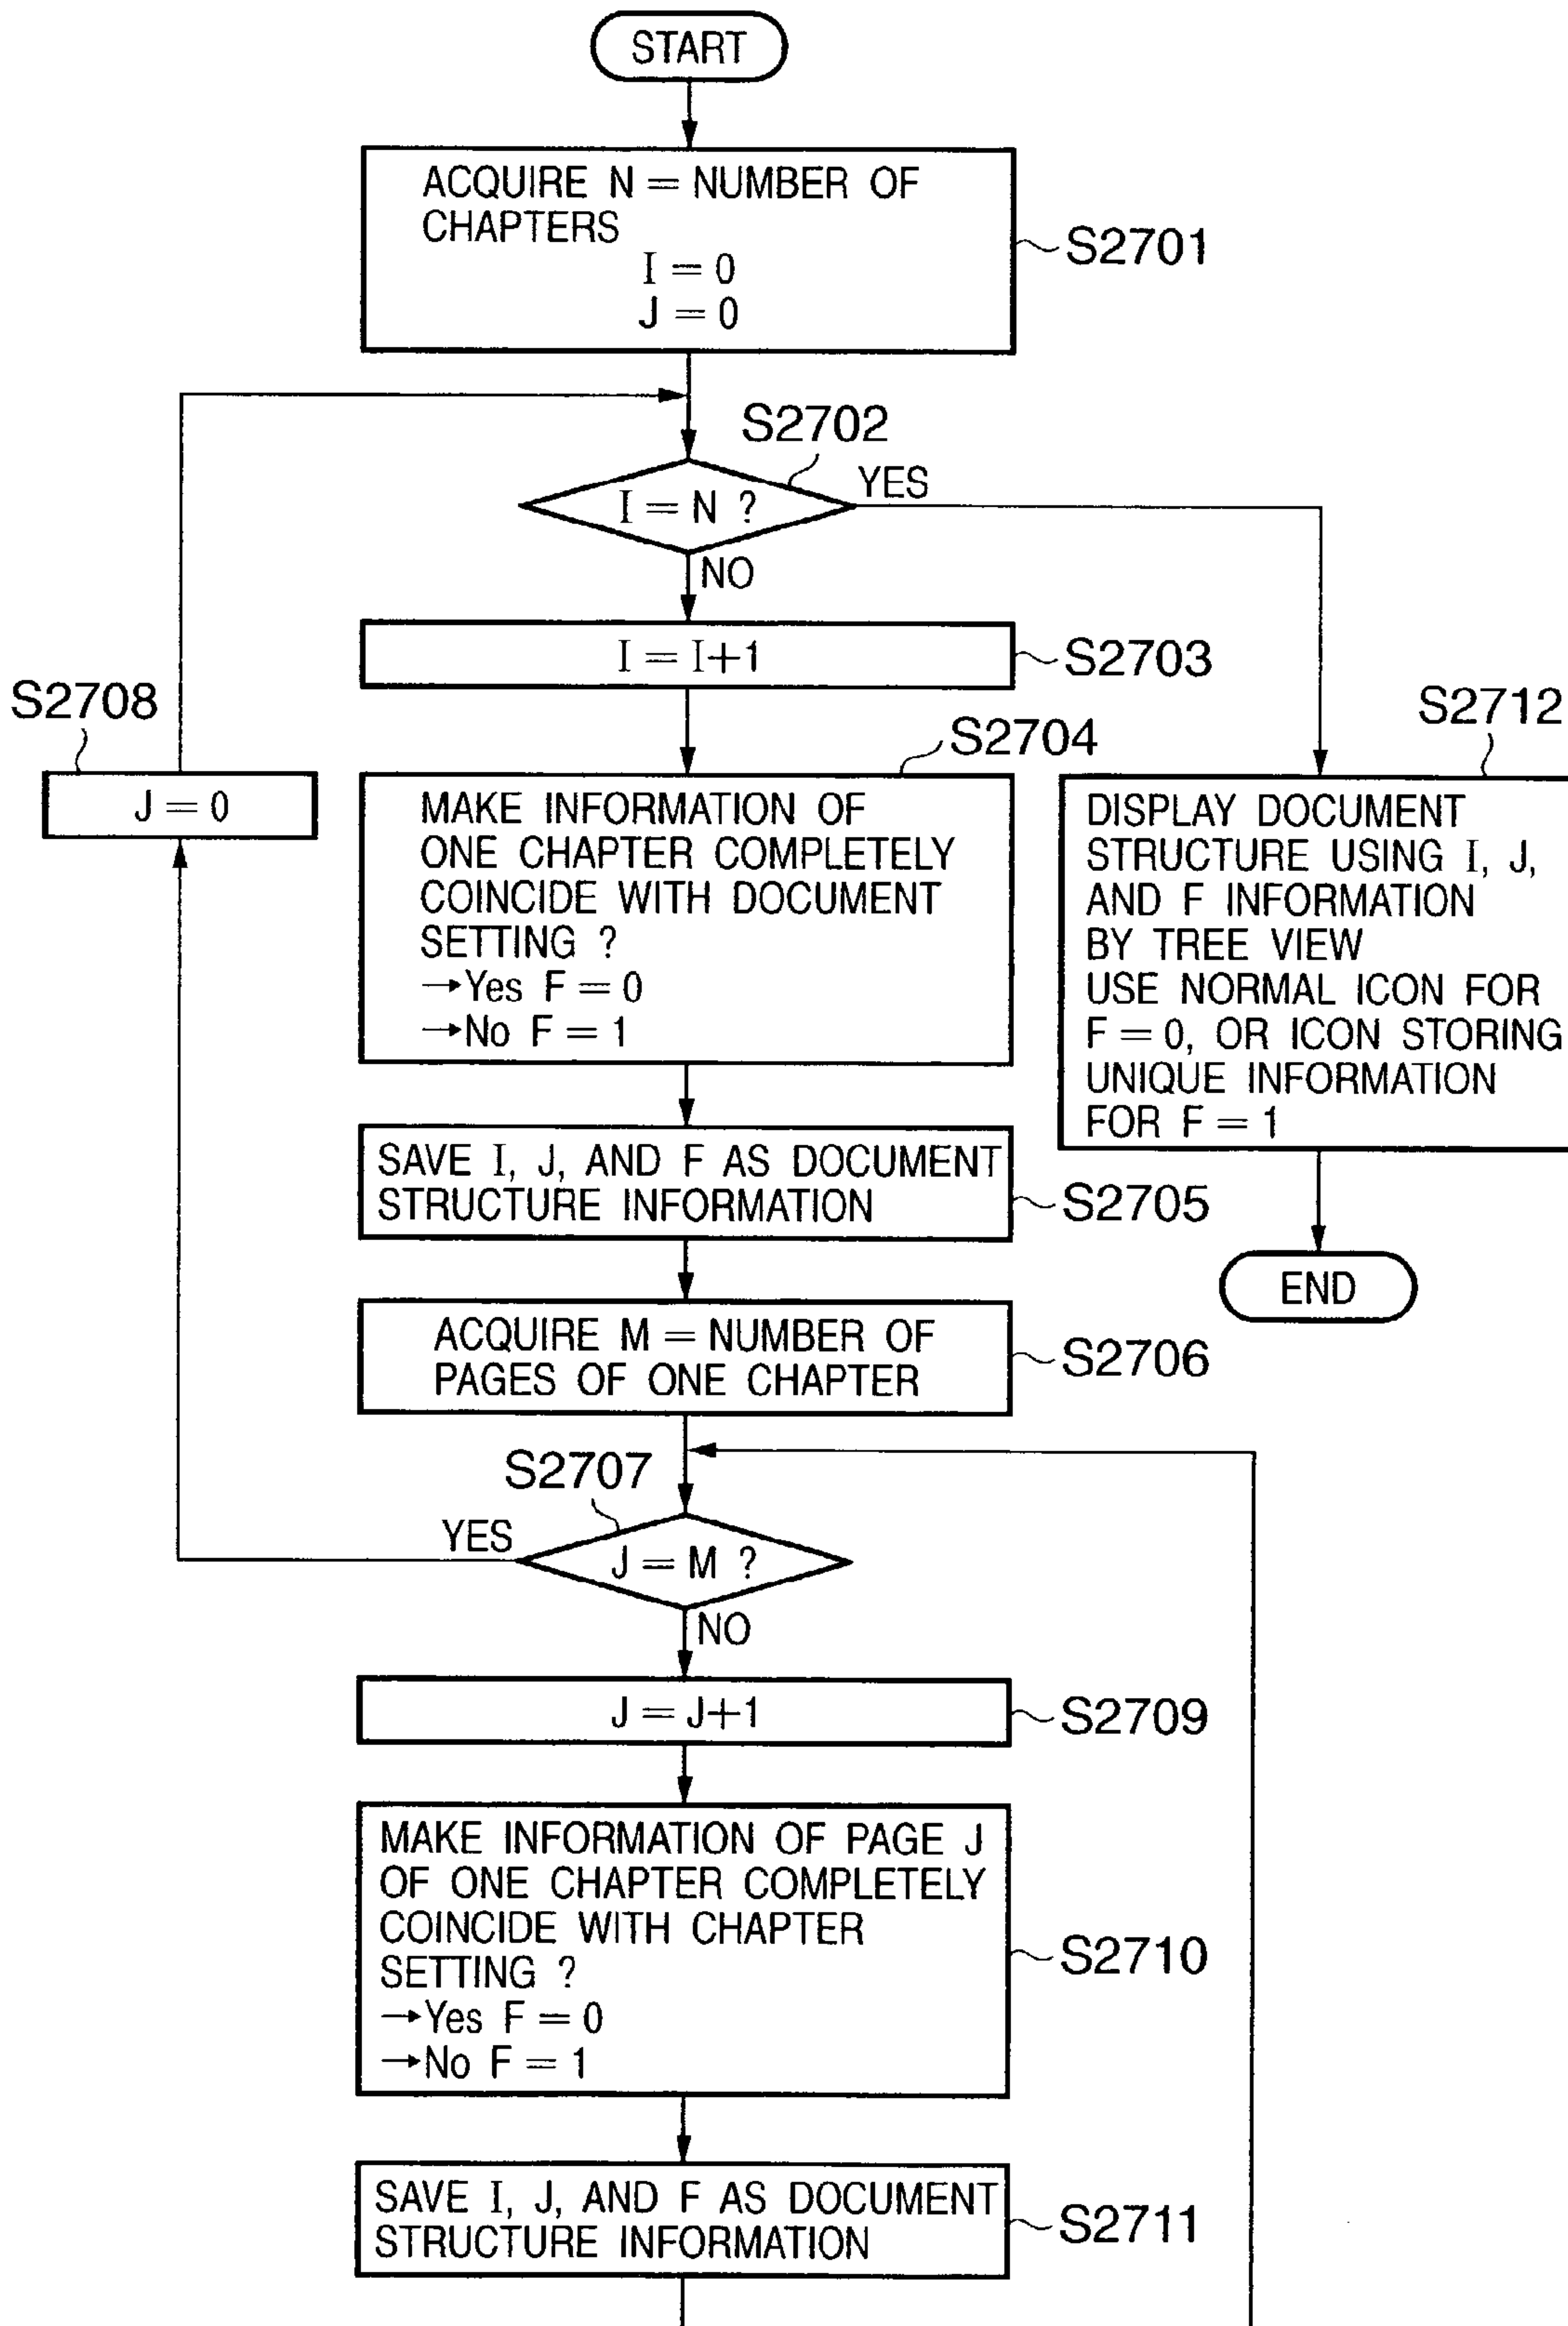 START
ACQUIRE N = NUMBER OF
CHAPTERS
I = 0
J = 0
S2701
S2702
I = N ?
YES
NO
I = I+1
S2703
S2708
J = 0
S2704
MAKE INFORMATION OF
ONE CHAPTER COMPLETELY
COINCIDE WITH DOCUMENT
SETTING ?
→Yes F = 0
→No F = 1
S2712
DISPLAY DOCUMENT
STRUCTURE USING I, J,
AND F INFORMATION
BY TREE VIEW
USE NORMAL ICON FOR
F = 0, OR ICON STORING
UNIQUE INFORMATION
FOR F = 1
SAVE I, J, AND F AS DOCUMENT
STRUCTURE INFORMATION
S2705
END
ACQUIRE M = NUMBER OF
PAGES OF ONE CHAPTER
S2706
S2707
YES
J = M ?
NO
J = J+1
S2709
MAKE INFORMATION OF PAGE J
OF ONE CHAPTER COMPLETELY
COINCIDE WITH CHAPTER
SETTING ?
→Yes F = 0
→No F = 1
S2710
SAVE I, J, AND F AS DOCUMENT
STRUCTURE INFORMATION
S2711